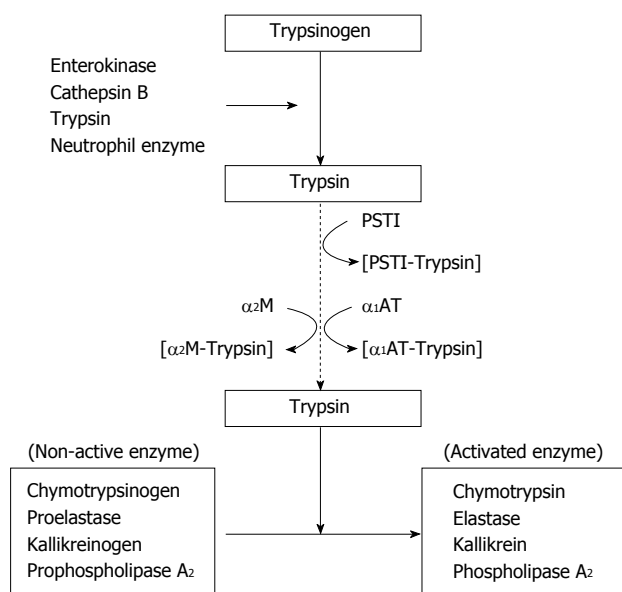 Trypsinogen
Enterokinase
Cathepsin B
Trypsin
Neutrophil enzyme
Trypsin
PSTI
[PSTI-Trypsin]
α₂M
α₁AT
[α₂M-Trypsin]
[α₁AT-Trypsin]
Trypsin
(Non-active enzyme)
(Activated enzyme)
Chymotrypsinogen
Proelastase
Kallikreinogen
Prophospholipase A₂
Chymotrypsin
Elastase
Kallikrein
Phospholipase A₂